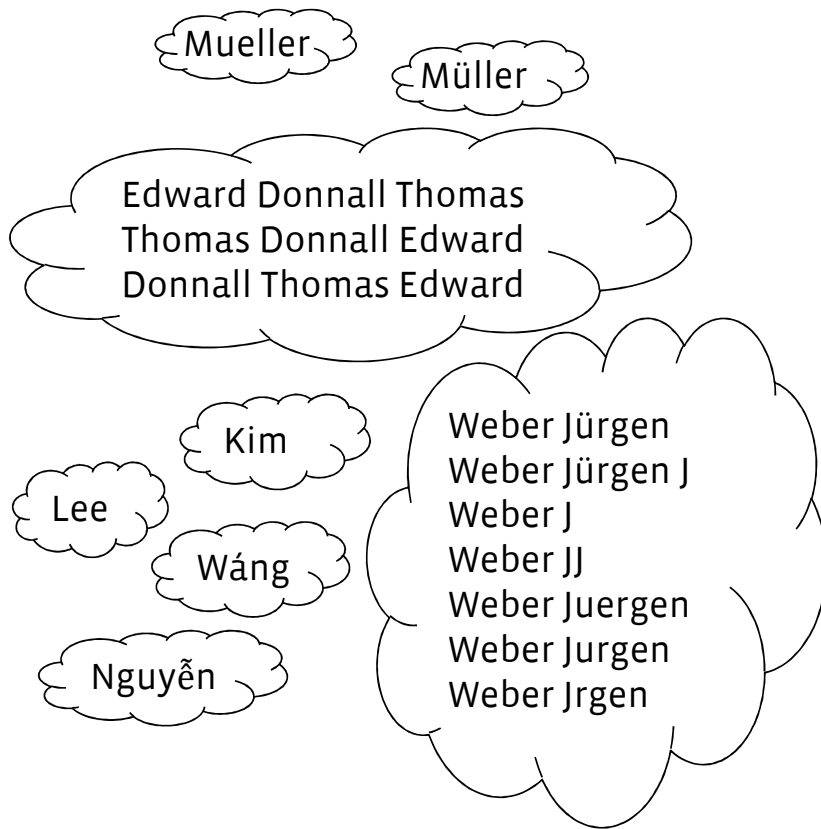 Mueller
Müller
Edward Donnall Thomas
Thomas Donnall Edward
Donnall Thomas Edward
Kim
Lee
Wáng
Nguyễn
Weber Jürgen
Weber Jürgen J
Weber J
Weber JJ
Weber Juergen
Weber Jurgen
Weber Jrgen